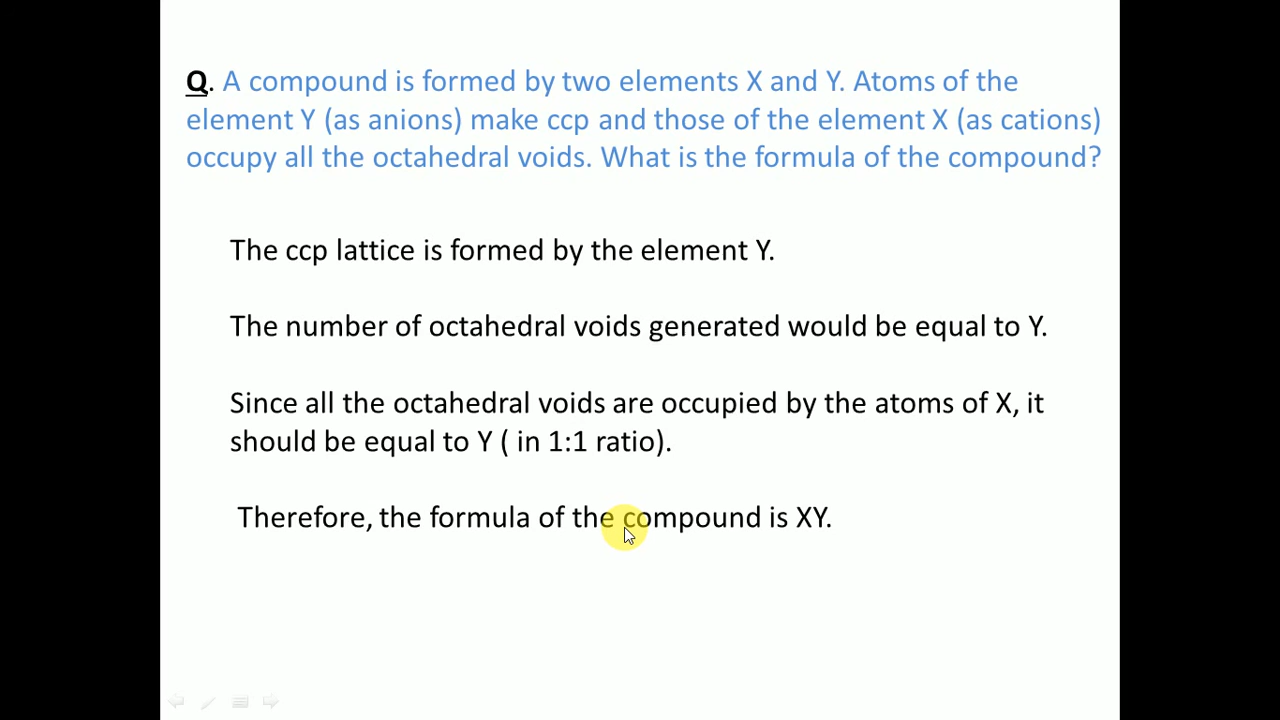 Q. A compound is formed by two elements X and Y. Atoms of the
element Y (as anions) make ccp and those of the element X (as cations)
occupy all the octahedral voids. What is the formula of the compound?
The ccp lattice is formed by the element Y.
The number of octahedral voids generated would be equal to Y.
Since all the octahedral voids are occupied by the atoms of X, it
should be equal to Y ( in 1:1 ratio).
Therefore, the formula of the compound is XY.